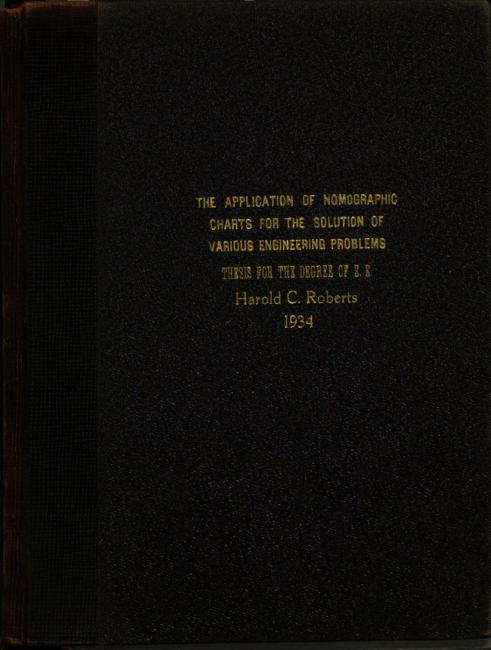 THE APPLICATION OF NOMOGRAPHIC
CHARTS FOR THE SOLUTION OF
VARIOUS ENGINEERING PROBLEMS
THESIS FOR THE DEGREE OF E. E.
Harold C. Roberts
1934